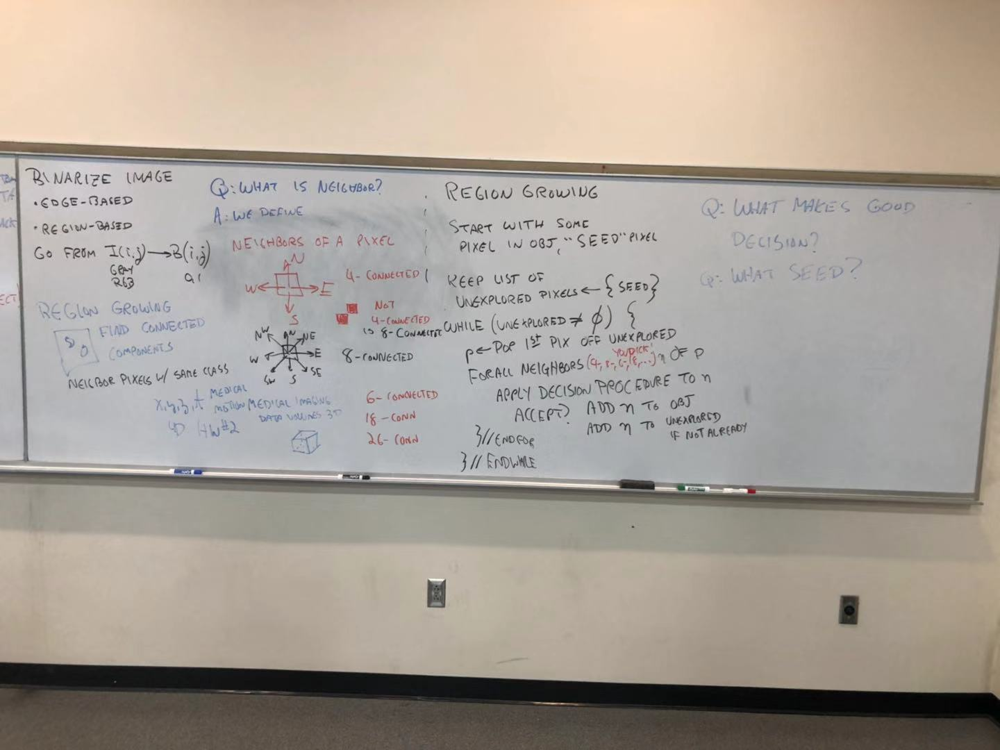 BINARIZE IMAGE
• EDGE-BASED
• REGION-BASED
GO FROM I(i,j) → B(i,j)
GRAY
RGB
0,1
REGION GROWING
FIND CONNECTED
COMPONENTS
NEIGBOR PIXELS W/ SAME CLASS
x,y,z,t
4D HW#2
MEDICAL
MOTION MEDICAL IMAGING
DATA VOLUMES 3D
Q: WHAT IS NEIGHBOR?
A: WE DEFINE
NEIGHBORS OF A PIXEL
N
W E
S
4-CONNECTED
NOT
4-CONNECTED
IS 8-CONNECTED
NW N NE
W E
SW S SE
8-CONNECTED
6-CONNECTED
18-CONN
26-CONN
REGION GROWING
START WITH SOME
PIXEL IN OBJ, "SEED" PIXEL
KEEP LIST OF
UNEXPLORED PIXELS ← {SEED}
WHILE (UNEXPLORED ≠ ϕ) {
p ← POP 1ST PIX OFF UNEXPLORED
YOU PICK!
FOR ALL NEIGHBORS (4-, 8-, 6-, 18, ...) n OF p
APPLY DECISION PROCEDURE TO n
ACCEPT? ADD n TO OBJ
ADD n TO UNEXPLORED
IF NOT ALREADY
}//ENDFOR
}//ENDWHILE
Q: WHAT MAKES GOOD
DECISION?
Q: WHAT SEED?